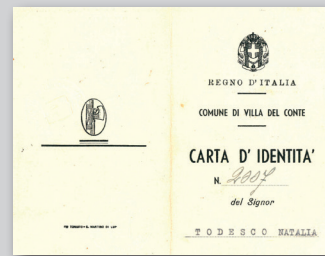 REGNO D'ITALIA
COMUNE DI VILLA DEL CONTE
CARTA D' IDENTITA'
N. 2007
del Signor
TODESCO NATALIA